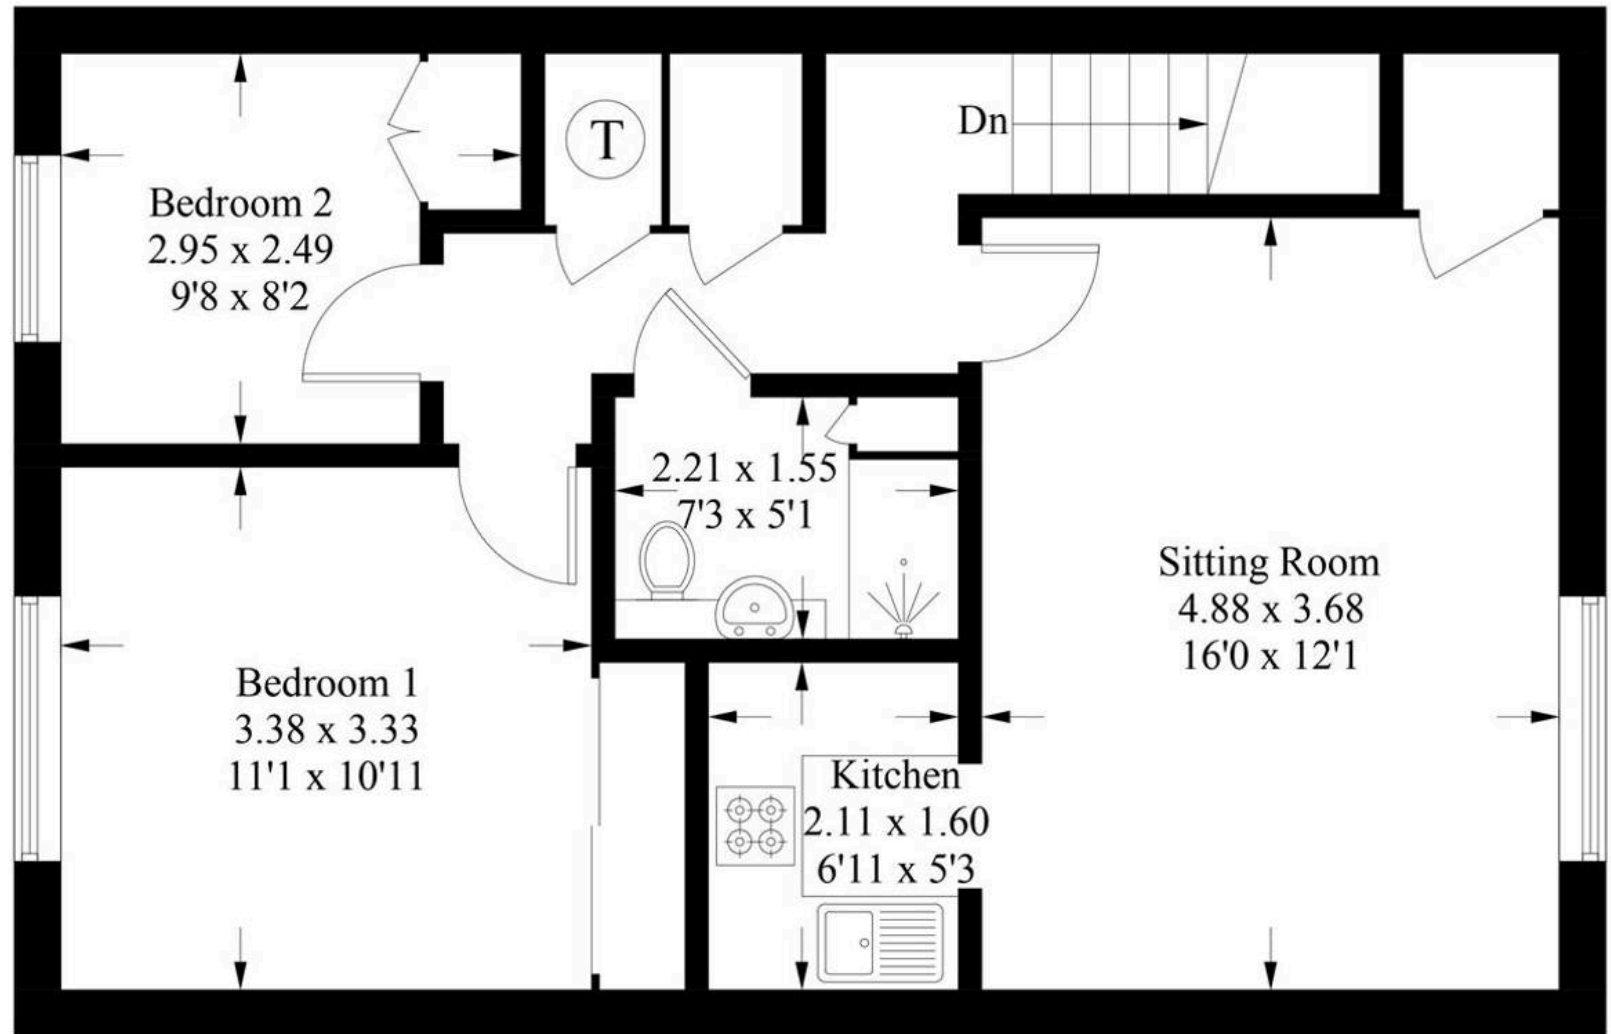 Dn
T
Bedroom 2
2.95 x 2.49
9'8 x 8'2
2.21 x 1.55
7'3 x 5'1
Sitting Room
4.88 x 3.68
16'0 x 12'1
Bedroom 1
3.38 x 3.33
11'1 x 10'11
Kitchen
2.11 x 1.60
6'11 x 5'3